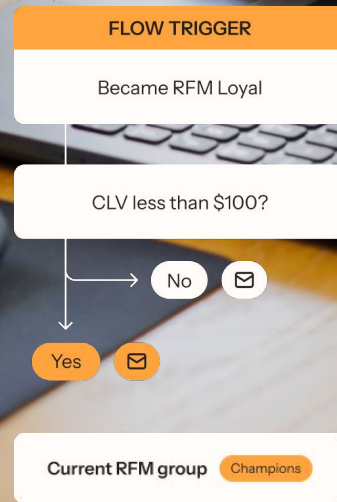 FLOW TRIGGER
Became RFM Loyal
CLV less than $100?
No
Yes
Current RFM group Champions